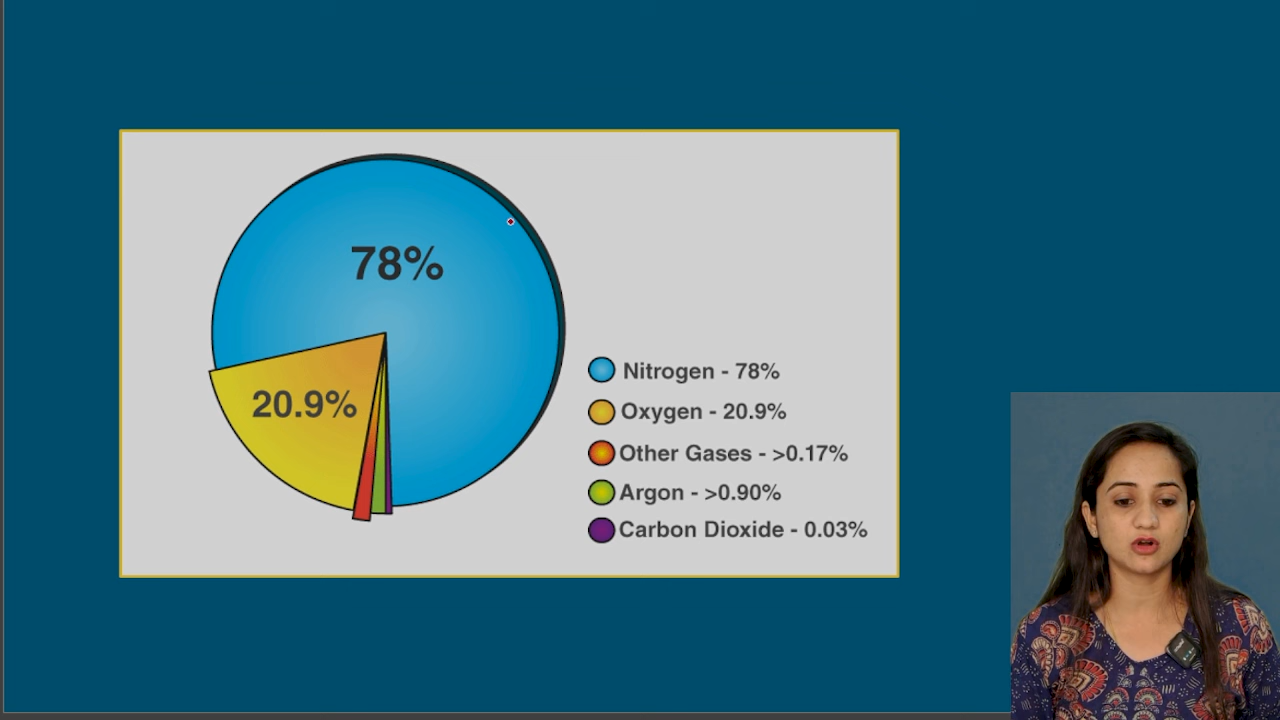 78%
20.9%
Nitrogen - 78%
Oxygen - 20.9%
Other Gases - >0.17%
Argon - >0.90%
Carbon Dioxide - 0.03%